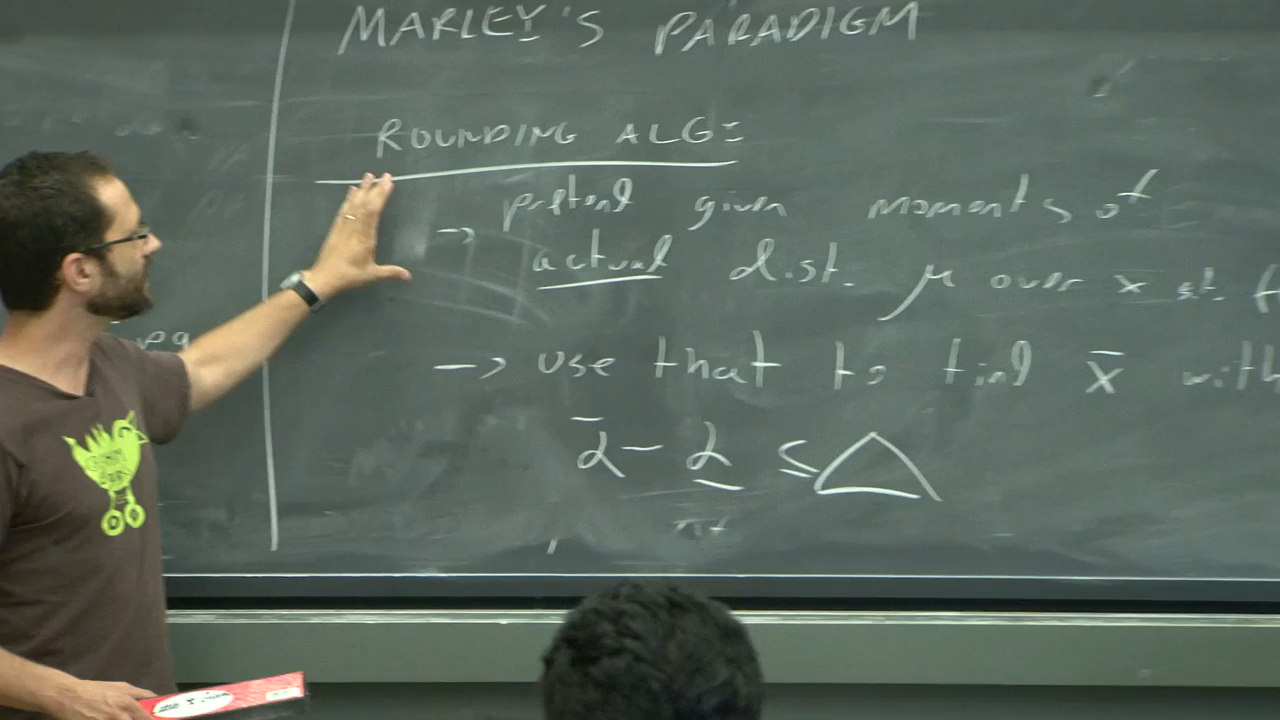 MARLEY'S PARADIGM
ROUNDING ALG:
pretend given moments of
→ actual dist. μ over x st. f
→ use that to find x̄ with
ᾱ - α ≤ △